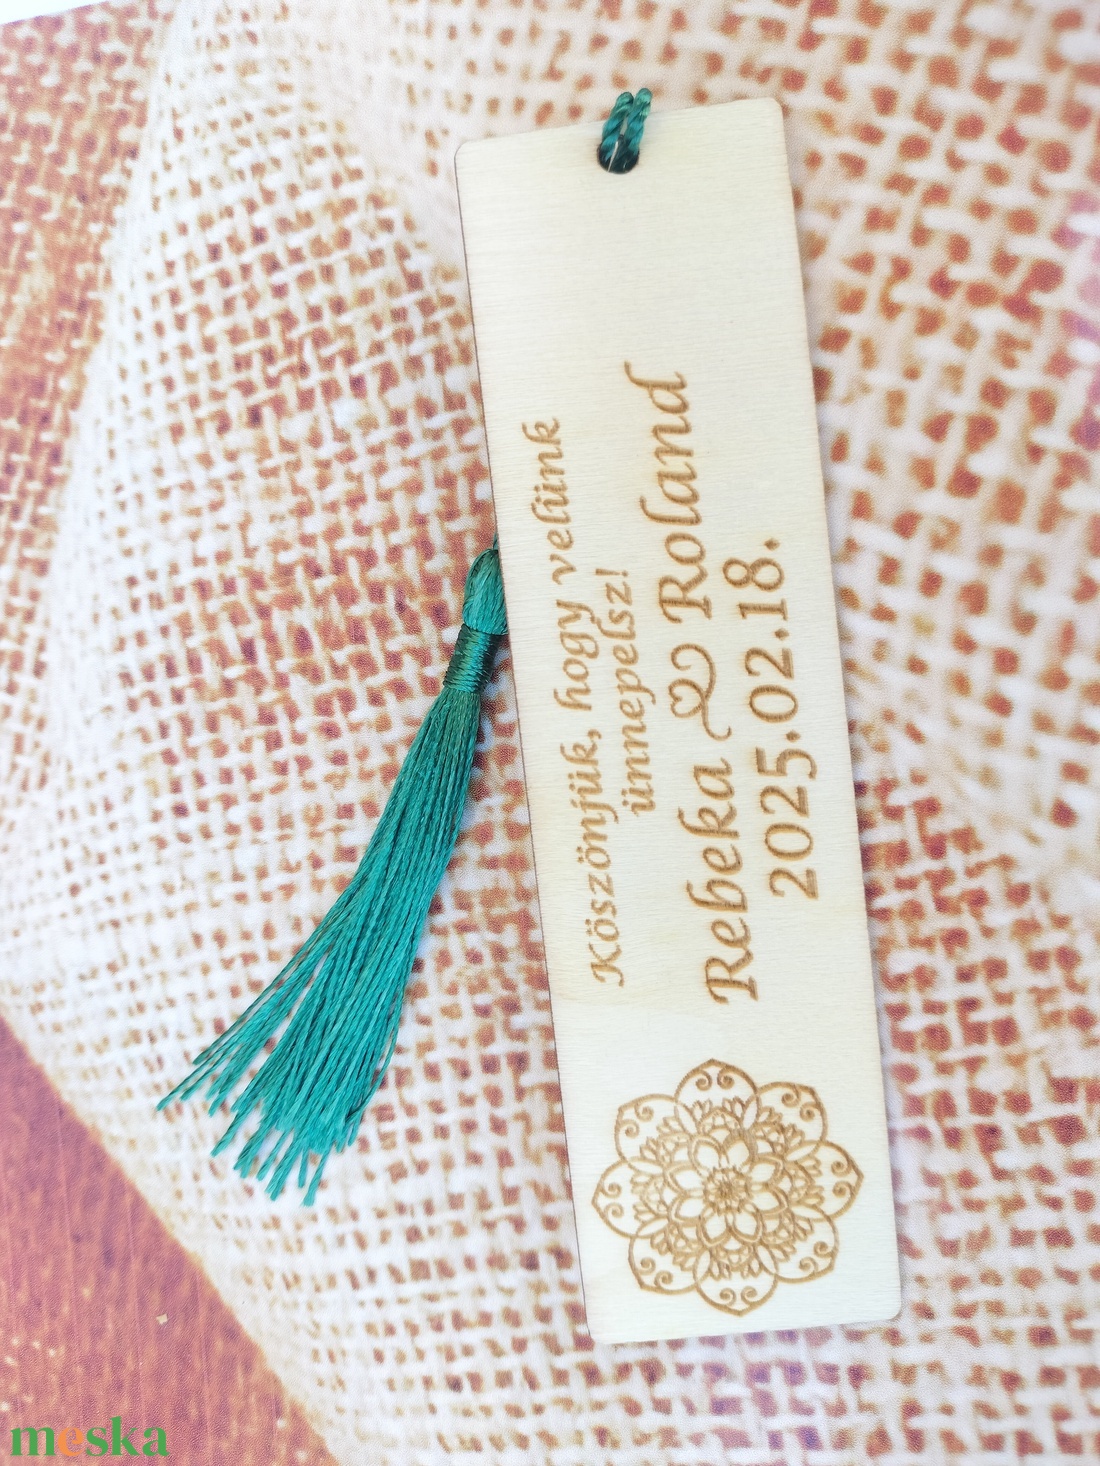 Köszönjük, hogy velünk
ünnepelsz!
Rebeka Roland
2025.02.18.
meska